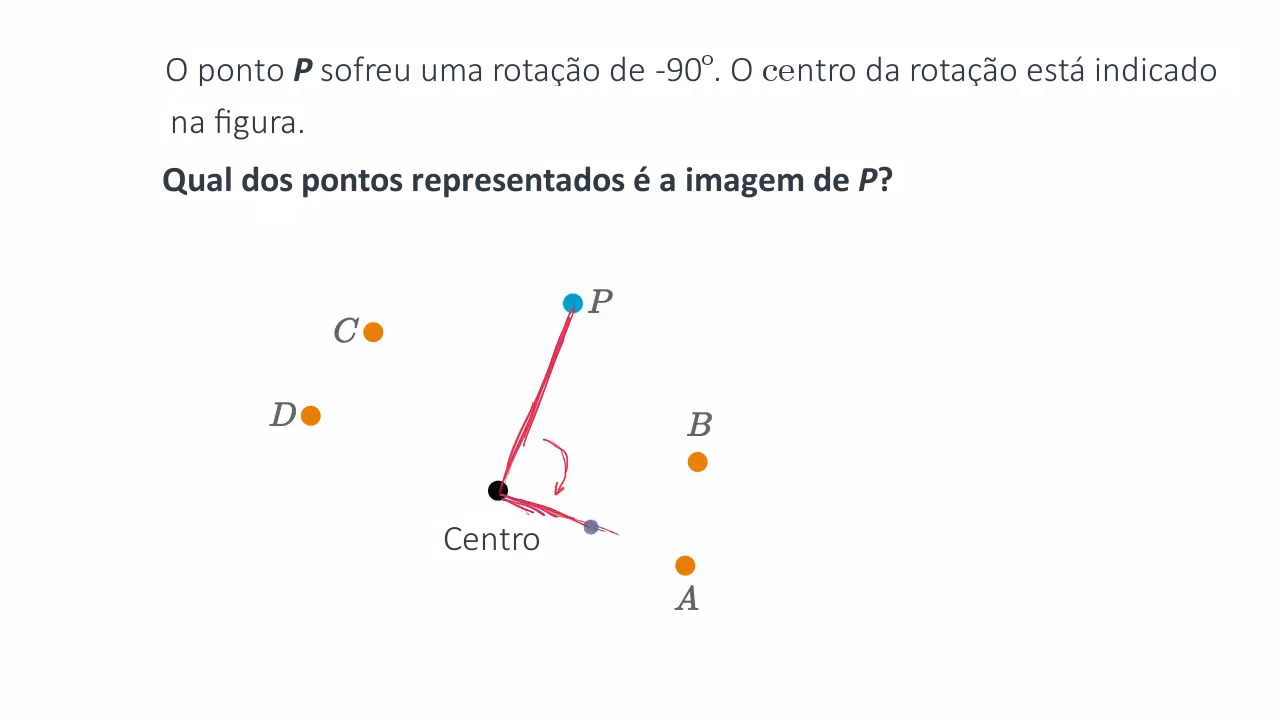 O ponto P sofreu uma rotação de -90º. O centro da rotação está indicado
na figura.
Qual dos pontos representados é a imagem de P?
P
C
D
B
Centro
A